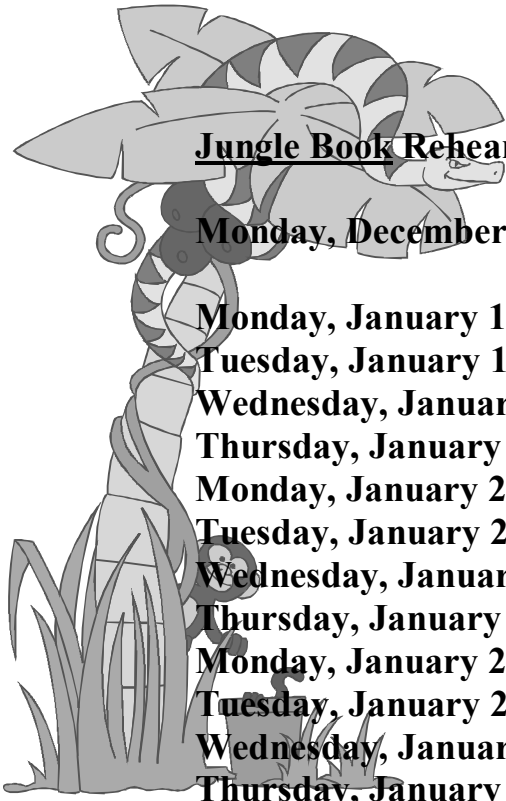 Jungle Book Rehear
Monday, December
Monday, January 1
Tuesday, January 1
Wednesday, Januar
Thursday, January
Monday, January 2
Tuesday, January 2
Wednesday, Januar
Thursday, January
Monday, January 2
Tuesday, January 2
Wednesday, Januar
Thursday, January